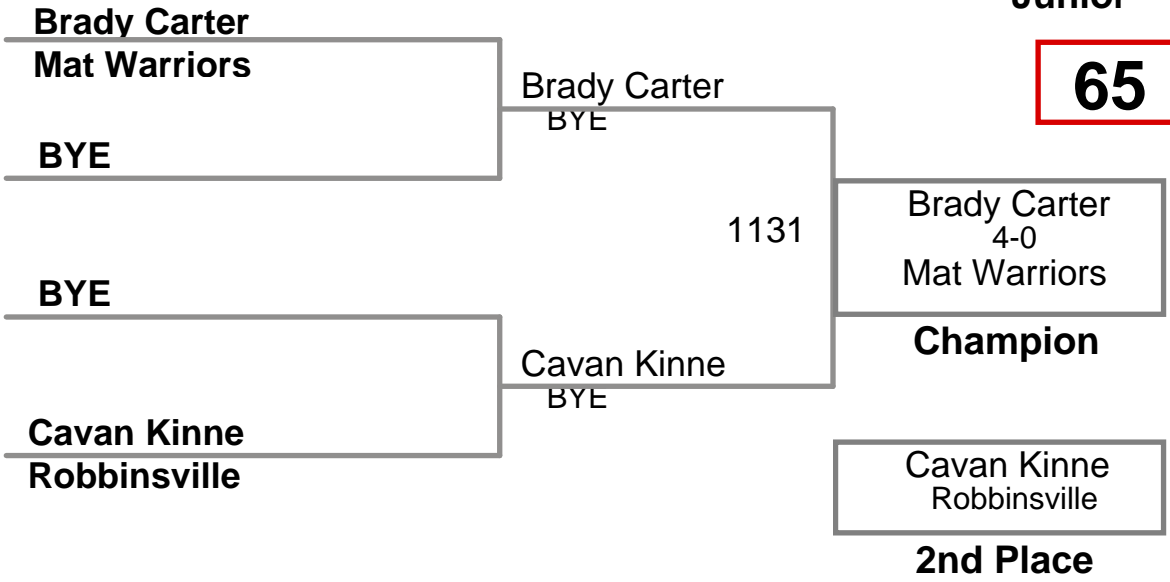 Junior
Brady Carter
Mat Warriors
65
Brady Carter
BYE
BYE
Brady Carter
4-0
Mat Warriors
1131
BYE
Champion
Cavan Kinne
BYE
Cavan Kinne
Robbinsville
Cavan Kinne
Robbinsville
2nd Place